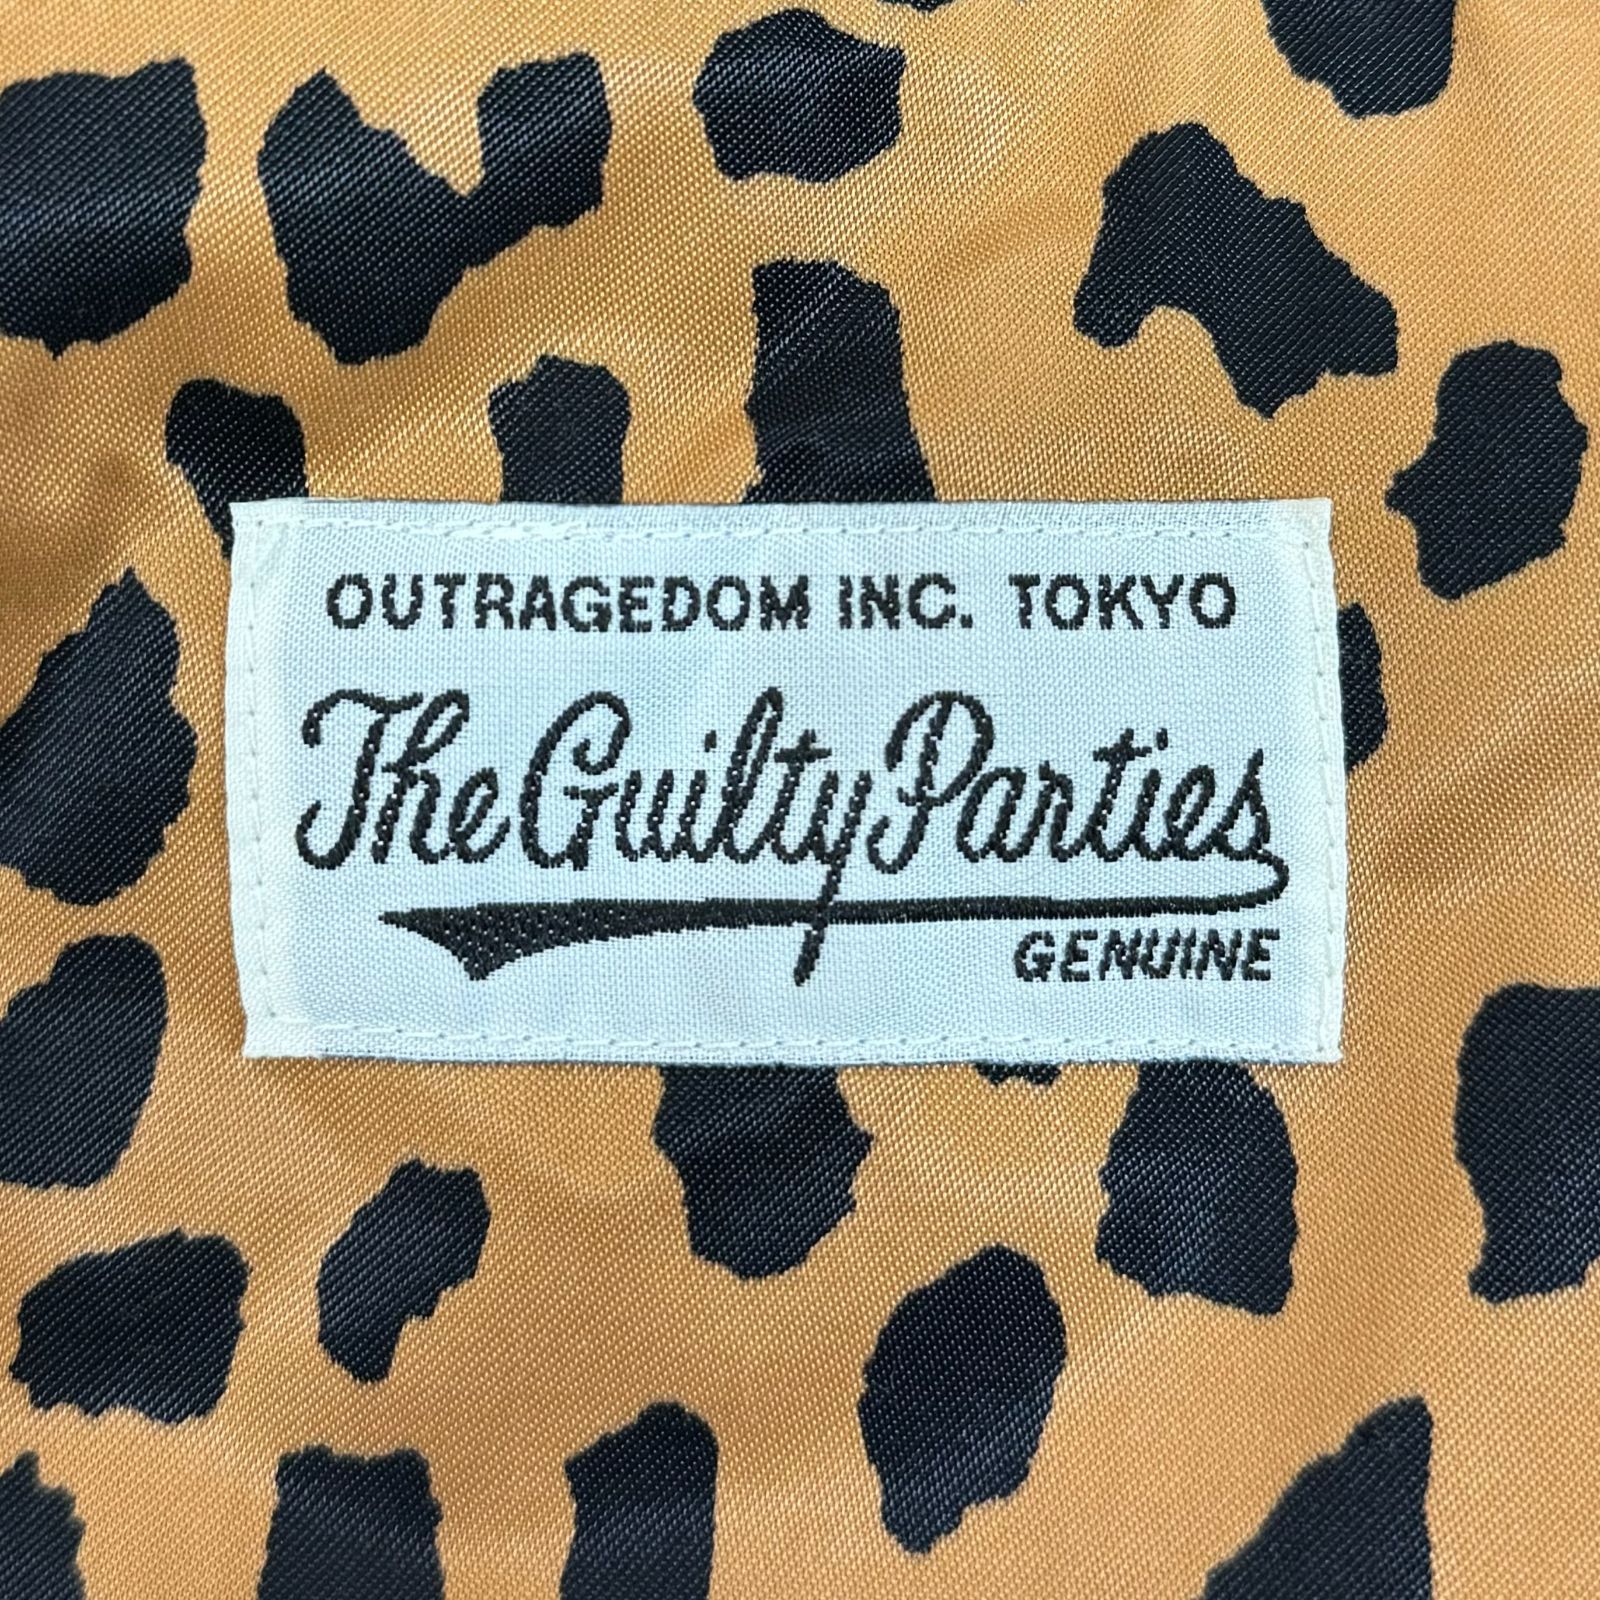 OUTRAGEDOM INC. TOKYO
The Guilty Parties
GENUINE